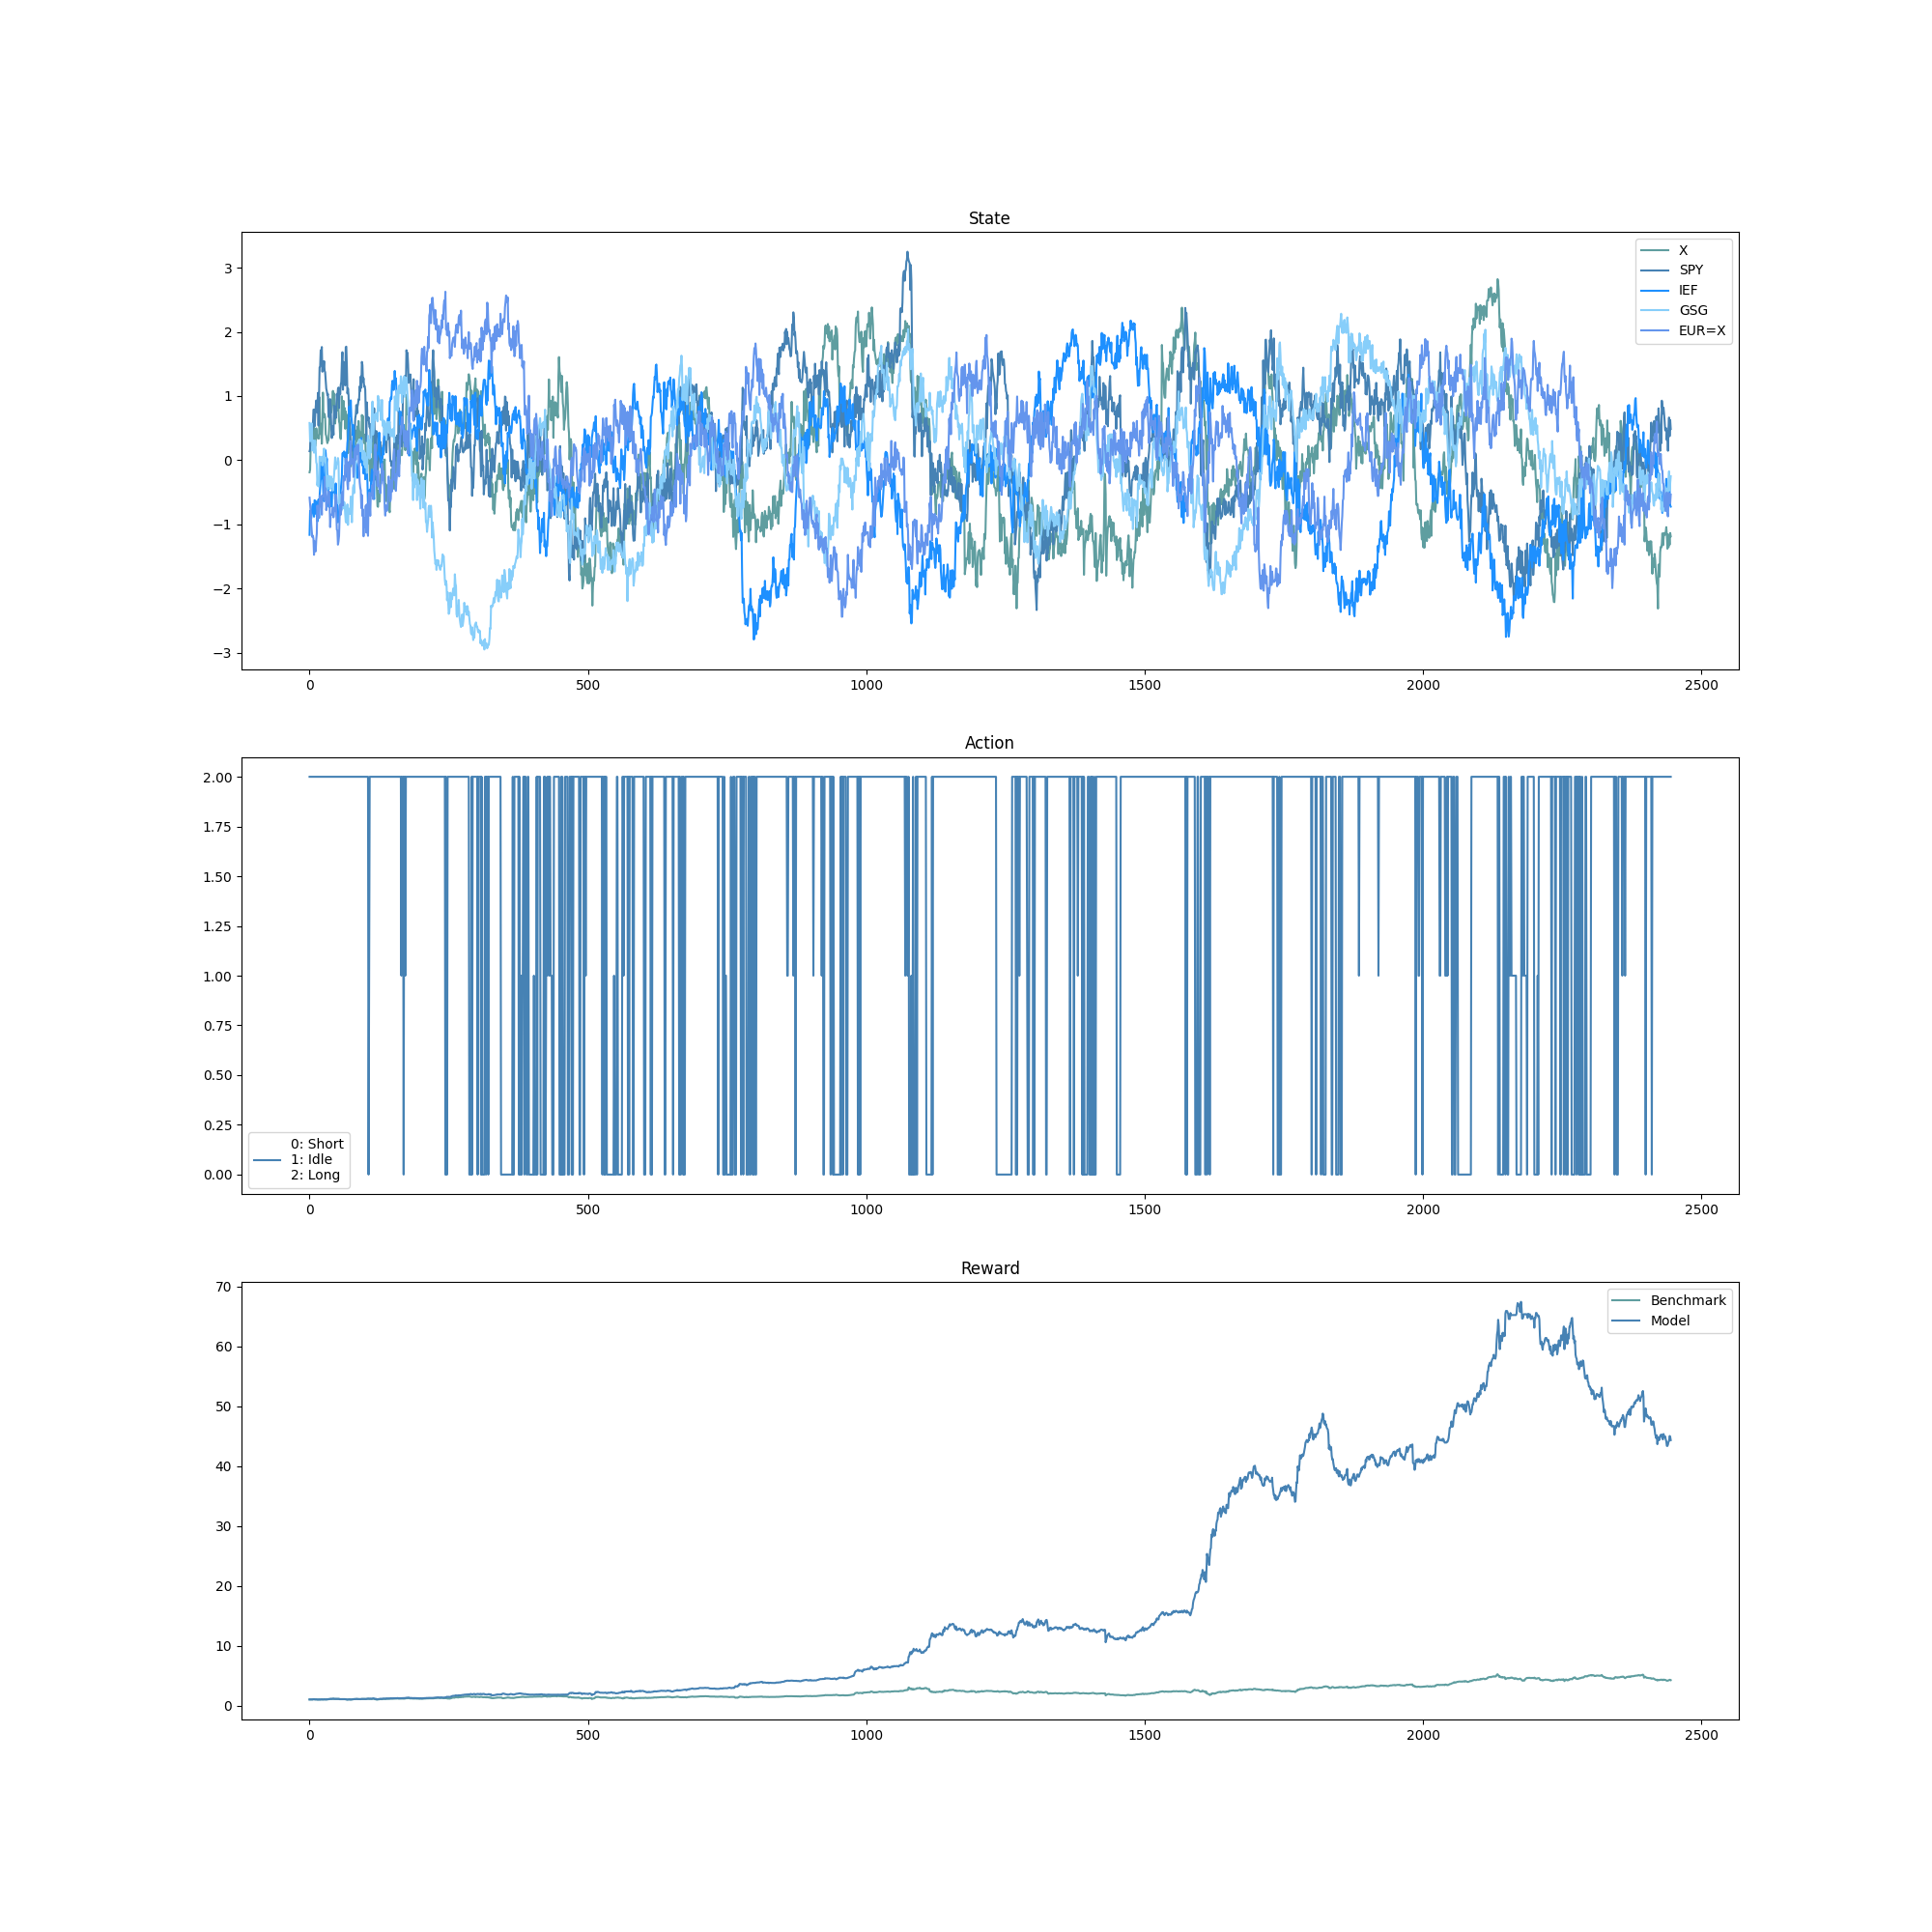 State
3
2
1
0
−1
−2
−3
X
SPY
IEF
GSG
EUR=X
0 500 1000 1500 2000 2500
Action
2.00
1.75
1.50
1.25
1.00
0.75
0.50
0.25
0.00
0: Short
1: Idle
2: Long
0 500 1000 1500 2000 2500
Reward
70
60
50
40
30
20
10
0
Benchmark
Model
0 500 1000 1500 2000 2500